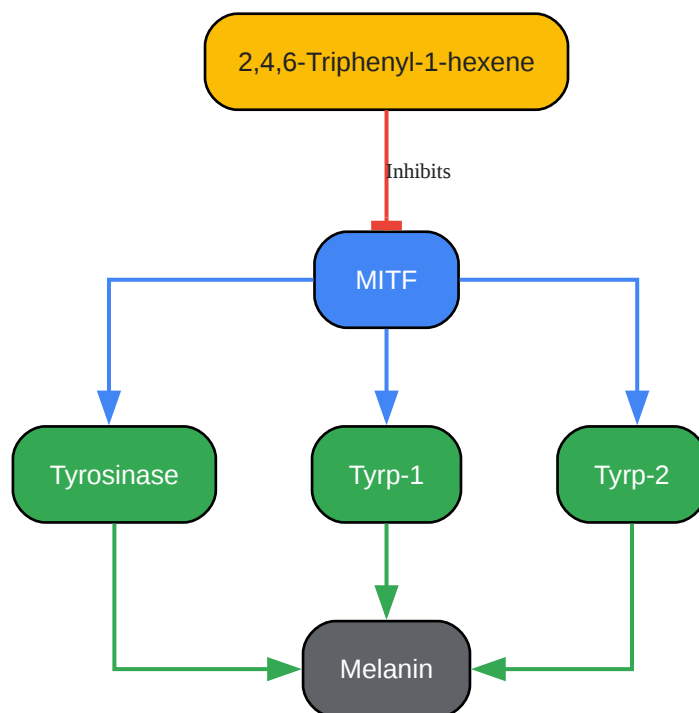 2,4,6-Triphenyl-1-hexene
Inhibits
MITF
Tyrosinase
Tyrp-1
Tyrp-2
Melanin